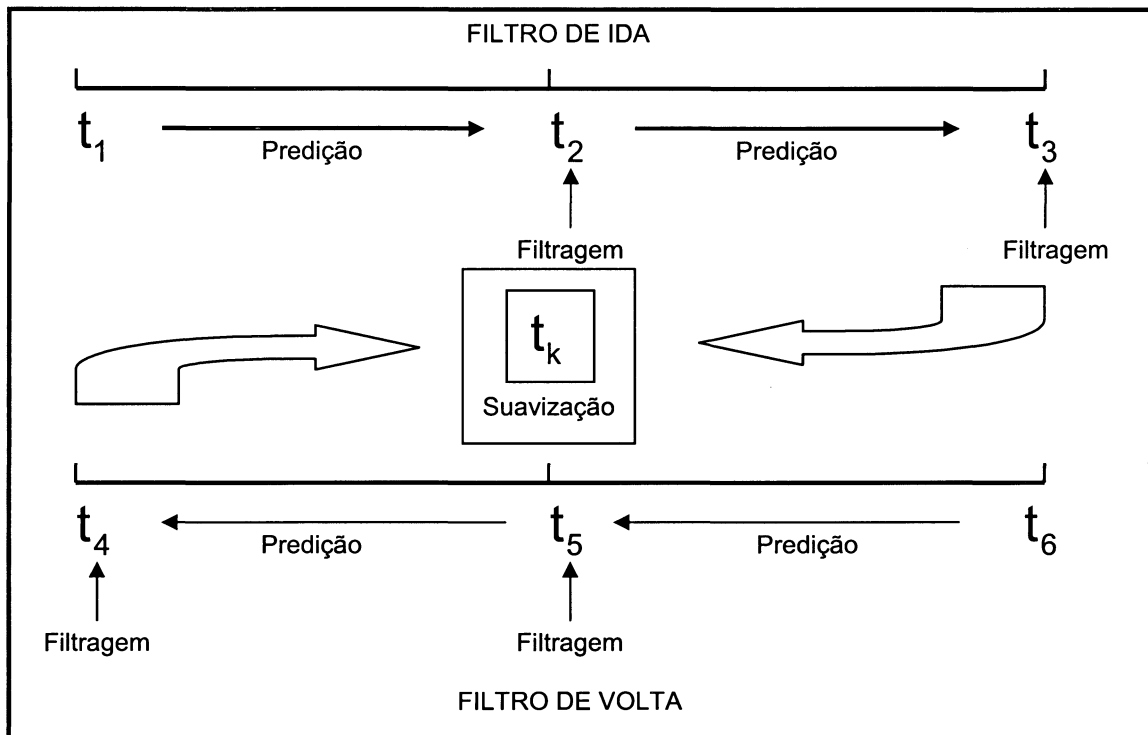 FILTRO DE IDA
t₁ t₂ t₃
Predição Predição
Filtragem Filtragem
tₖ
Suavização
t₄ t₅ t₆
Predição Predição
Filtragem Filtragem
FILTRO DE VOLTA